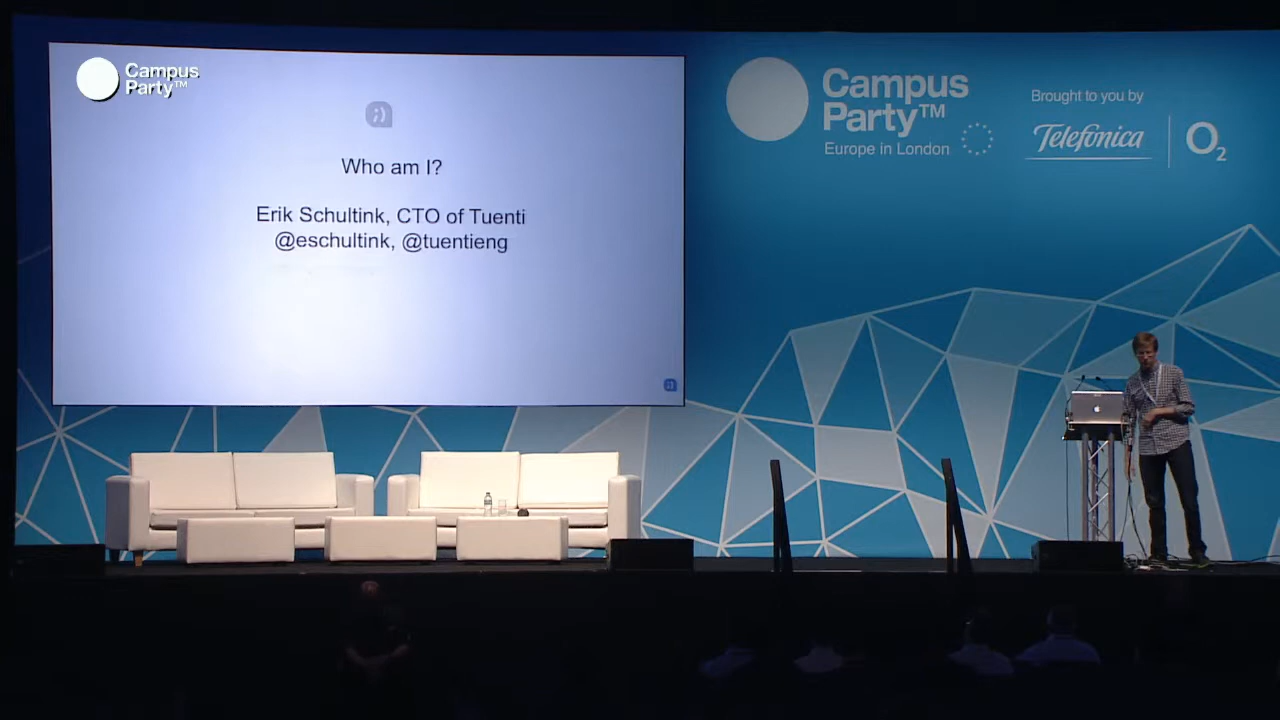 Campus
Party™
Who am I?
Erik Schultink, CTO of Tuenti
@eschultink, @tuentieng
Campus
Party™
Europe in London
Brought to you by
Telefónica
O2